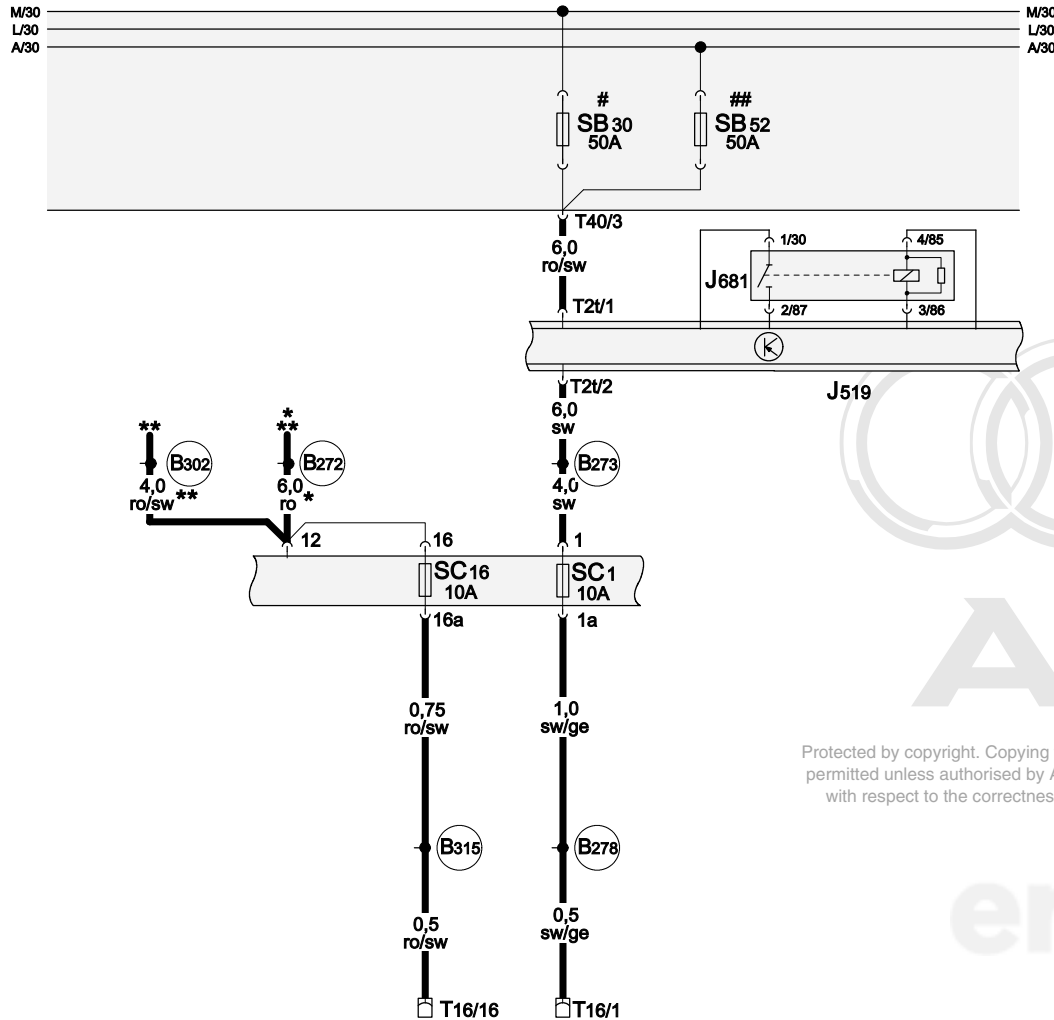 M/30 M/30
L/30 L/30
A/30 A/30
# ##
SB30 SB52
50A 50A
T40/3
6,0
ro/sw
1/30 4/85
J681
T2t/1 2/87 3/86
T2t/2 J519
6,0
sw
** *
**
B302 B272 B273
4,0 6,0 4,0
ro/sw ** ro * sw
12 16 1
SC16 SC1
10A 10A
16a 1a
0,75 1,0
ro/sw sw/ge
Protected by copyright. Copying
permitted unless authorised by A
with respect to the correctnes
B315 B278
0,5 0,5
ro/sw sw/ge
T16/16 T16/1